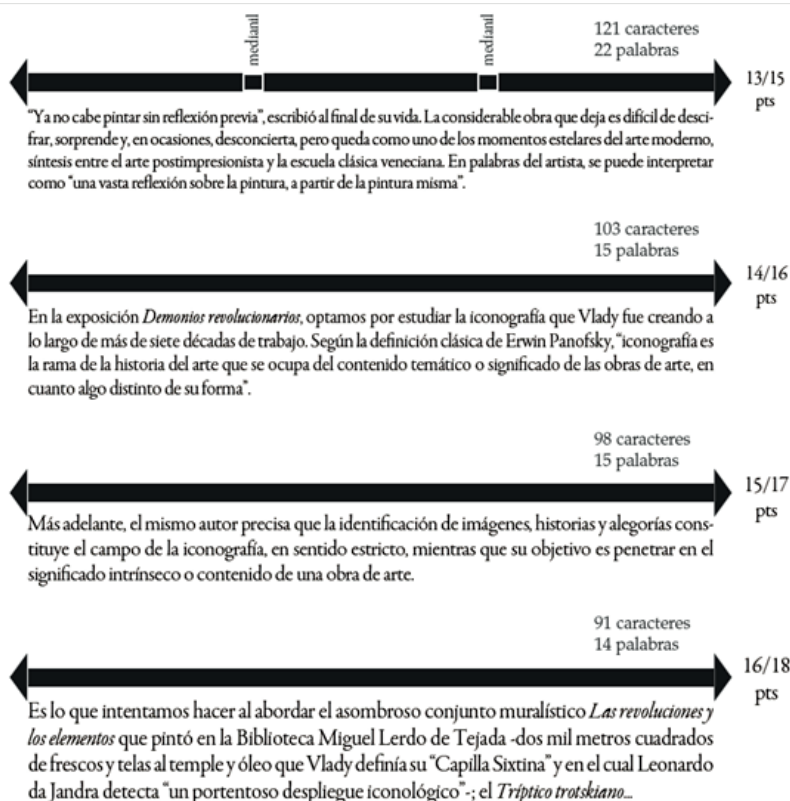 medianil
medianil
121 caracteres
22 palabras
13/15
pts
“Ya no cabe pintar sin reflexión previa”, escribió al final de su vida. La considerable obra que deja es difícil de desci-
frar, sorprende y, en ocasiones, desconcierta, pero queda como uno de los momentos estelares del arte moderno,
síntesis entre el arte postimpresionista y la escuela clásica veneciana. En palabras del artista, se puede interpretar
como “una vasta reflexión sobre la pintura, a partir de la pintura misma”.
103 caracteres
15 palabras
14/16
pts
En la exposición Demonios revolucionarios, optamos por estudiar la iconografía que Vlady fue creando a
lo largo de más de siete décadas de trabajo. Según la definición clásica de Erwin Panofsky, “iconografía es
la rama de la historia del arte que se ocupa del contenido temático o significado de las obras de arte, en
cuanto algo distinto de su forma”.
98 caracteres
15 palabras
15/17
pts
Más adelante, el mismo autor precisa que la identificación de imágenes, historias y alegorías cons-
tituye el campo de la iconografía, en sentido estricto, mientras que su objetivo es penetrar en el
significado intrínseco o contenido de una obra de arte.
91 caracteres
14 palabras
16/18
pts
Es lo que intentamos hacer al abordar el asombroso conjunto muralístico Las revoluciones y
los elementos que pintó en la Biblioteca Miguel Lerdo de Tejada -dos mil metros cuadrados
de frescos y telas al temple y óleo que Vlady definía su “Capilla Sixtina” y en el cual Leonardo
da Jandra detecta “un portentoso despliegue iconológico”-; el Tríptico trotskiano...